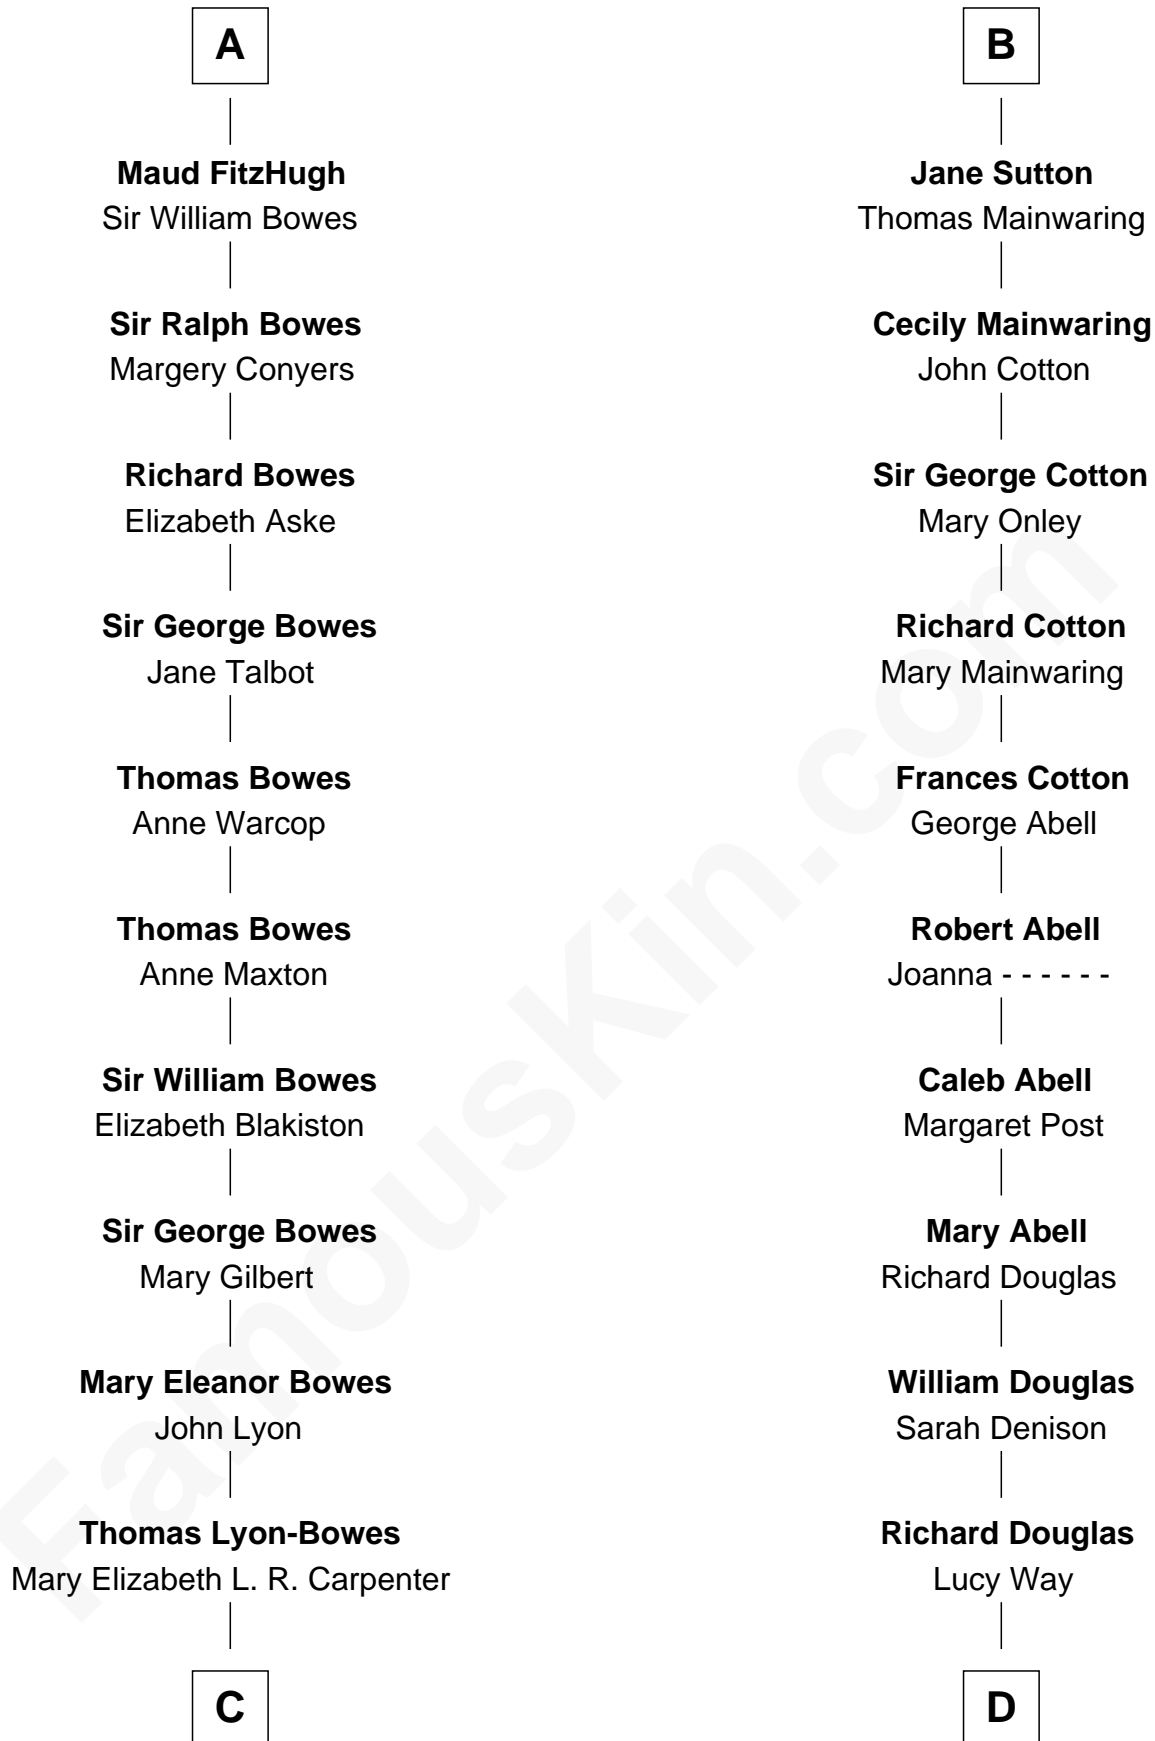 A
Maud FitzHugh
Sir William Bowes
Sir Ralph Bowes
Margery Conyers
Richard Bowes
Elizabeth Aske
Sir George Bowes
Jane Talbot
Thomas Bowes
Anne Warcop
Thomas Bowes
Anne Maxton
Sir William Bowes
Elizabeth Blakiston
Sir George Bowes
Mary Gilbert
Mary Eleanor Bowes
John Lyon
Thomas Lyon-Bowes
Mary Elizabeth L. R. Carpenter
C
B
Jane Sutton
Thomas Mainwaring
Cecily Mainwaring
John Cotton
Sir George Cotton
Mary Onley
Richard Cotton
Mary Mainwaring
Frances Cotton
George Abell
Robert Abell
Joanna - - - - - -
Caleb Abell
Margaret Post
Mary Abell
Richard Douglas
William Douglas
Sarah Denison
Richard Douglas
Lucy Way
D
FamousKin.com